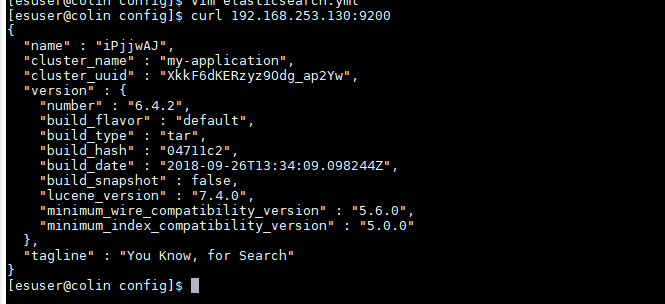 [esuser@colin config]$ vim elasticsearch.yml
[esuser@colin config]$ curl 192.168.253.130:9200
{
  "name" : "iPjjwAJ",
  "cluster_name" : "my-application",
  "cluster_uuid" : "XkkF6dKERzyz9Odg_ap2Yw",
  "version" : {
    "number" : "6.4.2",
    "build_flavor" : "default",
    "build_type" : "tar",
    "build_hash" : "04711c2",
    "build_date" : "2018-09-26T13:34:09.098244Z",
    "build_snapshot" : false,
    "lucene_version" : "7.4.0",
    "minimum_wire_compatibility_version" : "5.6.0",
    "minimum_index_compatibility_version" : "5.0.0"
  },
  "tagline" : "You Know, for Search"
}
[esuser@colin config]$